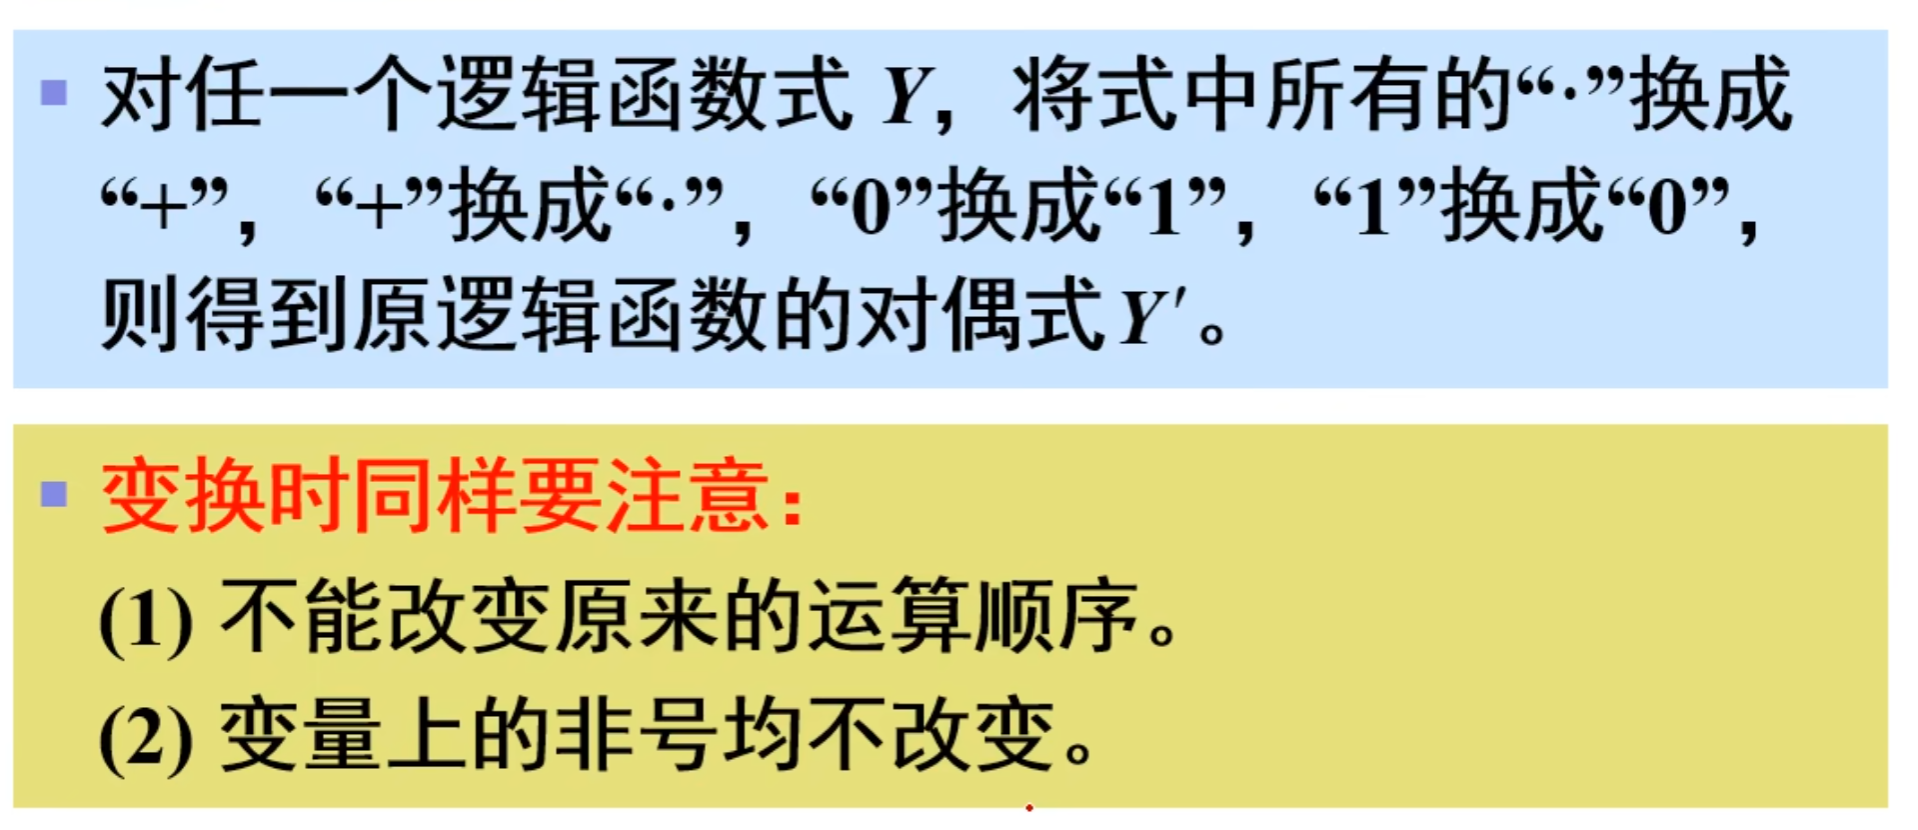 对任一个逻辑函数式 Y，将式中所有的“·”换成
“+”，“+”换成“·”，“0”换成“1”，“1”换成“0”，
则得到原逻辑函数的对偶式Y′。
变换时同样要注意：
(1) 不能改变原来的运算顺序。
(2) 变量上的非号均不改变。